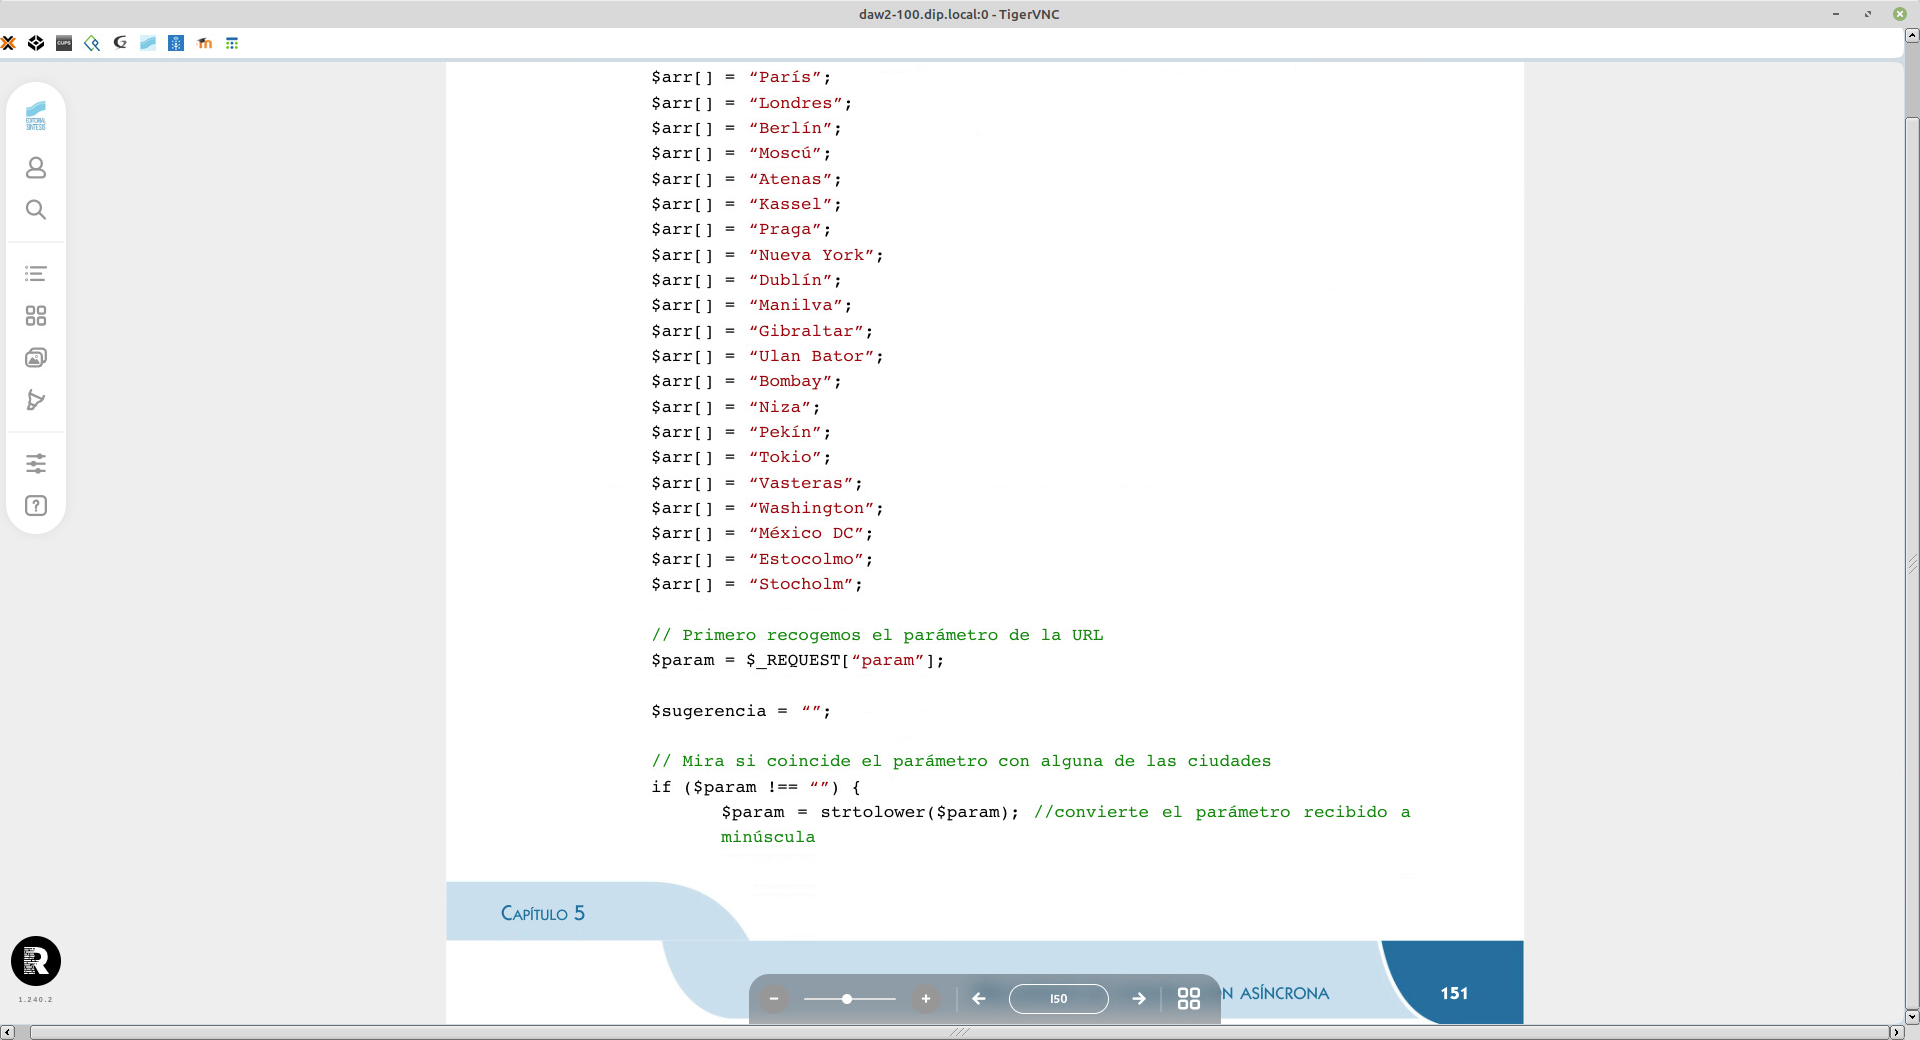 daw2-100.dip.local:0 - TigerVNC
CUPS
EDITORIAL
SÍNTESIS
$arr[] = “París”;
$arr[] = “Londres”;
$arr[] = “Berlín”;
$arr[] = “Moscú”;
$arr[] = “Atenas”;
$arr[] = “Kassel”;
$arr[] = “Praga”;
$arr[] = “Nueva York”;
$arr[] = “Dublín”;
$arr[] = “Manilva”;
$arr[] = “Gibraltar”;
$arr[] = “Ulan Bator”;
$arr[] = “Bombay”;
$arr[] = “Niza”;
$arr[] = “Pekín”;
$arr[] = “Tokio”;
$arr[] = “Vasteras”;
$arr[] = “Washington”;
$arr[] = “México DC”;
$arr[] = “Estocolmo”;
$arr[] = “Stocholm”;
// Primero recogemos el parámetro de la URL
$param = $_REQUEST[“param”];
$sugerencia = “”;
// Mira si coincide el parámetro con alguna de las ciudades
if ($param !== “”) {
$param = strtolower($param); //convierte el parámetro recibido a
minúscula
Capítulo 5
N ASÍNCRONA
151
150
R
1.240.2